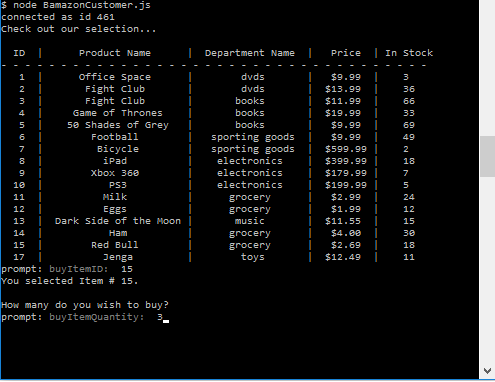 $ node BamazonCustomer.js
connected as id 461
Check out our selection...
ID | Product Name | Department Name | Price | In Stock
- - - - - - - - - - - - - - - - - - - - - - - - - - - - - - - - - - -
1 | Office Space | dvds | $9.99 | 3
2 | Fight Club | dvds | $13.99 | 36
3 | Fight Club | books | $11.99 | 66
4 | Game of Thrones | books | $19.99 | 33
5 | 50 Shades of Grey | books | $9.99 | 69
6 | Football | sporting goods | $9.99 | 49
7 | Bicycle | sporting goods | $599.99 | 2
8 | iPad | electronics | $399.99 | 18
9 | Xbox 360 | electronics | $179.99 | 7
10 | PS3 | electronics | $199.99 | 5
11 | Milk | grocery | $2.99 | 24
12 | Eggs | grocery | $1.99 | 12
13 | Dark Side of the Moon | music | $11.55 | 15
14 | Ham | grocery | $4.00 | 30
15 | Red Bull | grocery | $2.69 | 18
17 | Jenga | toys | $12.49 | 11
prompt: buyItemID: 15
You selected Item # 15.
How many do you wish to buy?
prompt: buyItemQuantity: 3